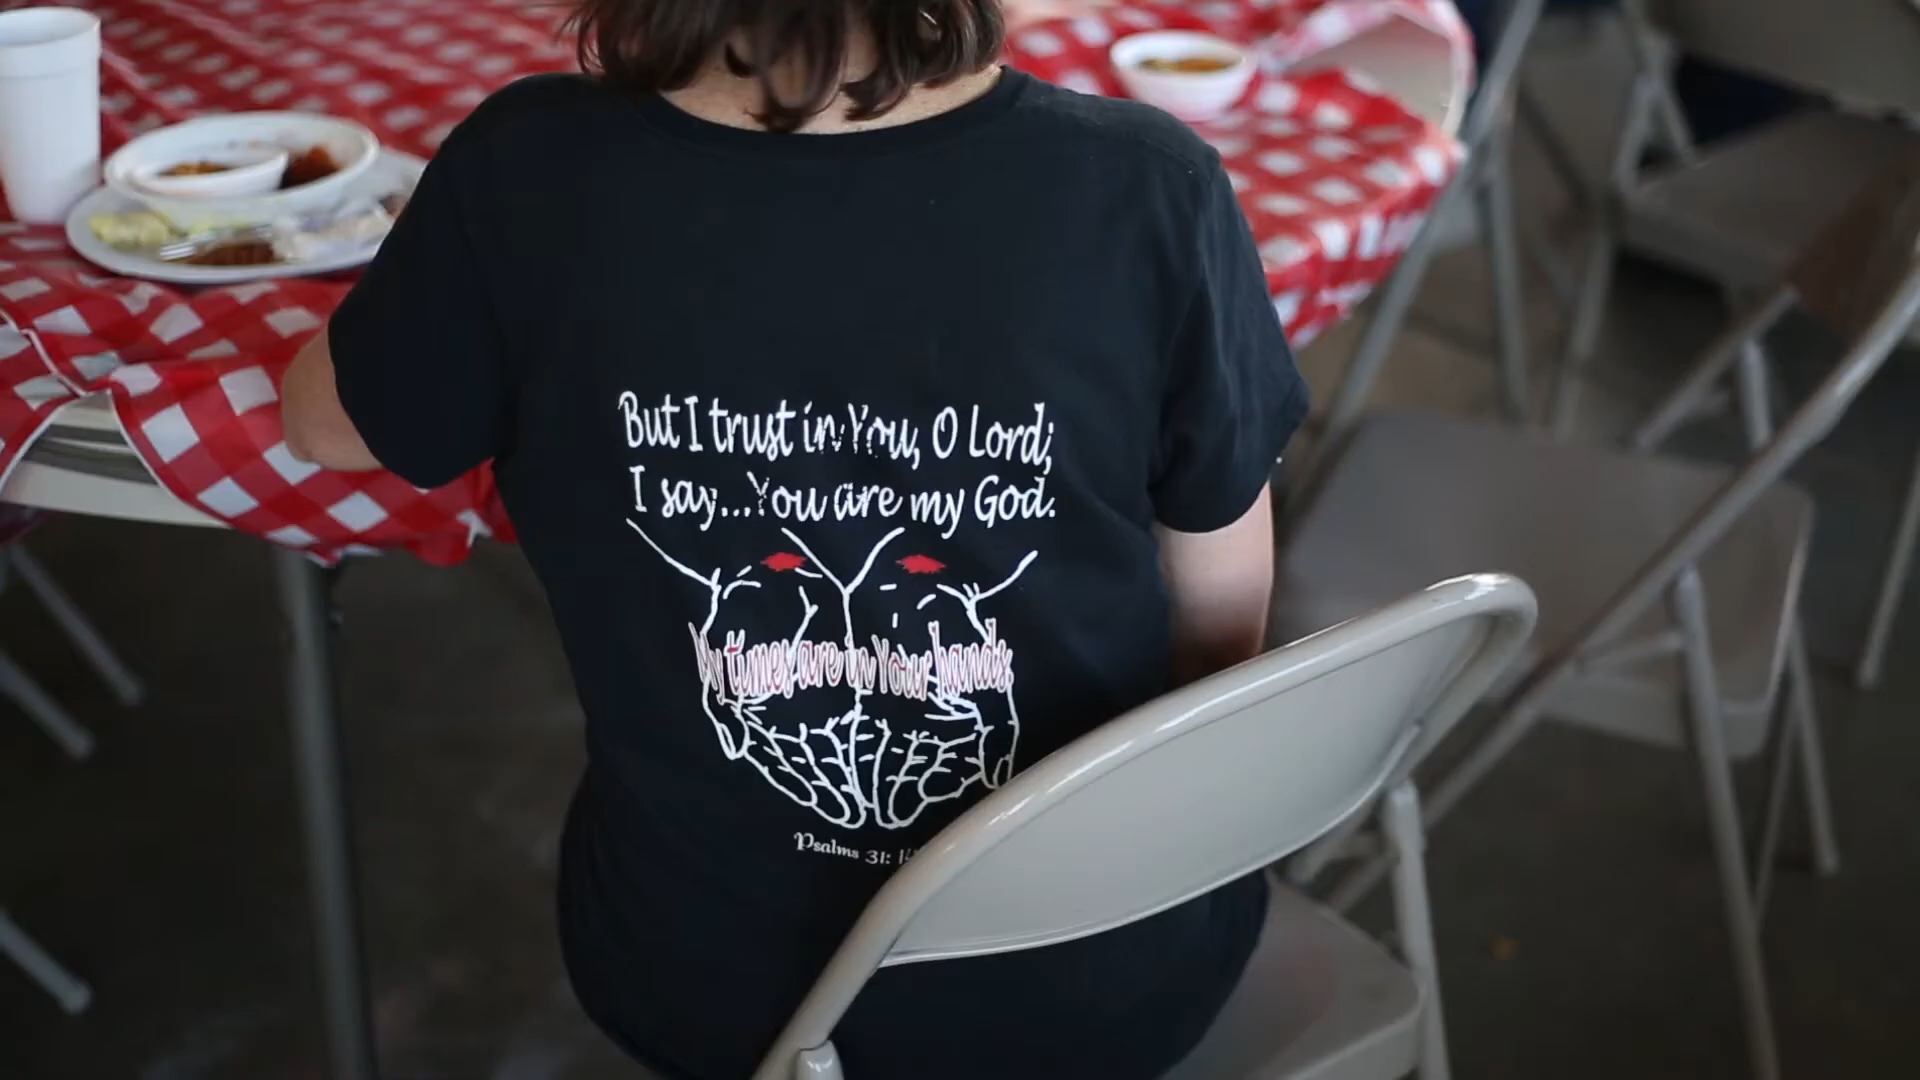 But I trust in You, O Lord;
I say...You are my God.
My times are in Your hands.
Psalms 31: